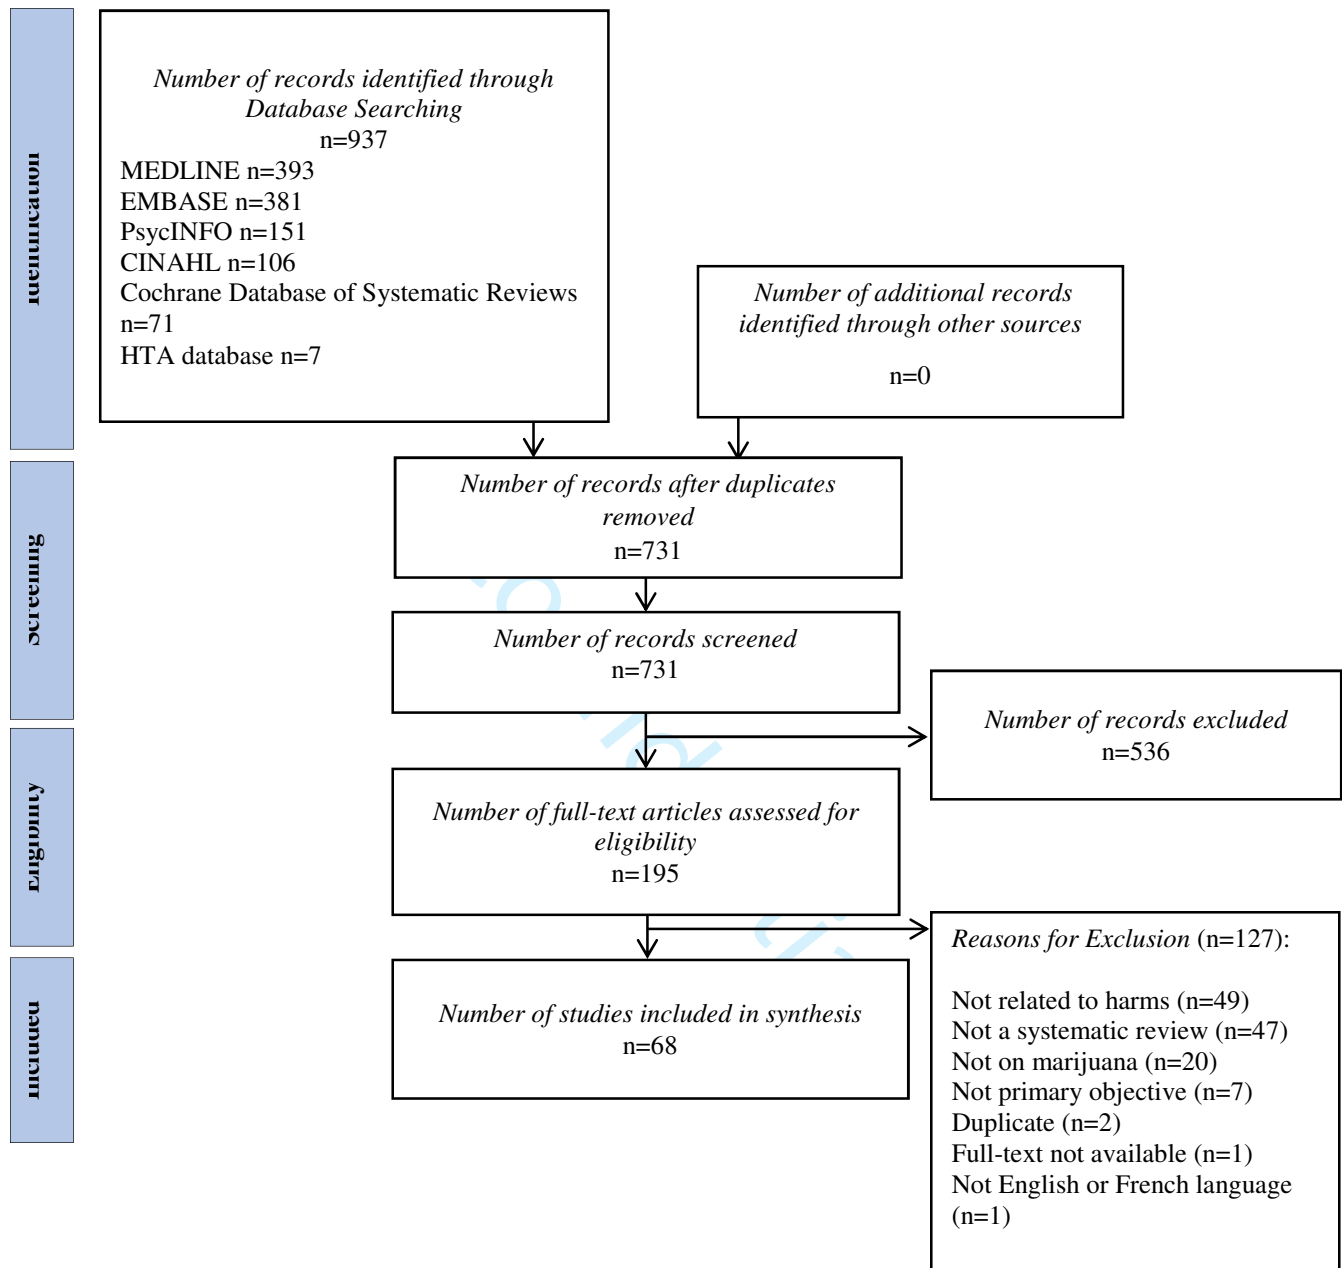 Identification
Number of records identified through
Database Searching
n=937
MEDLINE n=393
EMBASE n=381
PsycINFO n=151
CINAHL n=106
Cochrane Database of Systematic Reviews
n=71
HTA database n=7
Number of additional records
identified through other sources
n=0
Screening
Number of records after duplicates
removed
n=731
Number of records screened
n=731
Number of records excluded
n=536
Eligibility
Number of full-text articles assessed for
eligibility
n=195
Reasons for Exclusion (n=127):
Not related to harms (n=49)
Not a systematic review (n=47)
Not on marijuana (n=20)
Not primary objective (n=7)
Duplicate (n=2)
Full-text not available (n=1)
Not English or French language
(n=1)
Included
Number of studies included in synthesis
n=68